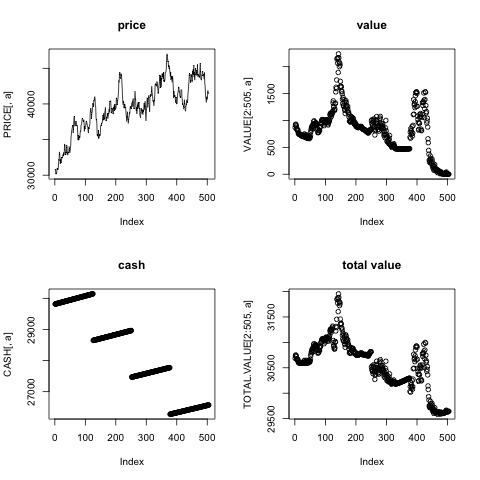 price
PRICE[, a]
30000 40000
0 100 200 300 400 500
Index
value
VALUE[2:505, a]
0 500 1500
0 100 200 300 400 500
Index
cash
CASH[, a]
27000 29000
0 100 200 300 400 500
Index
total value
TOTAL.VALUE[2:505, a]
29500 30500 31500
0 100 200 300 400 500
Index